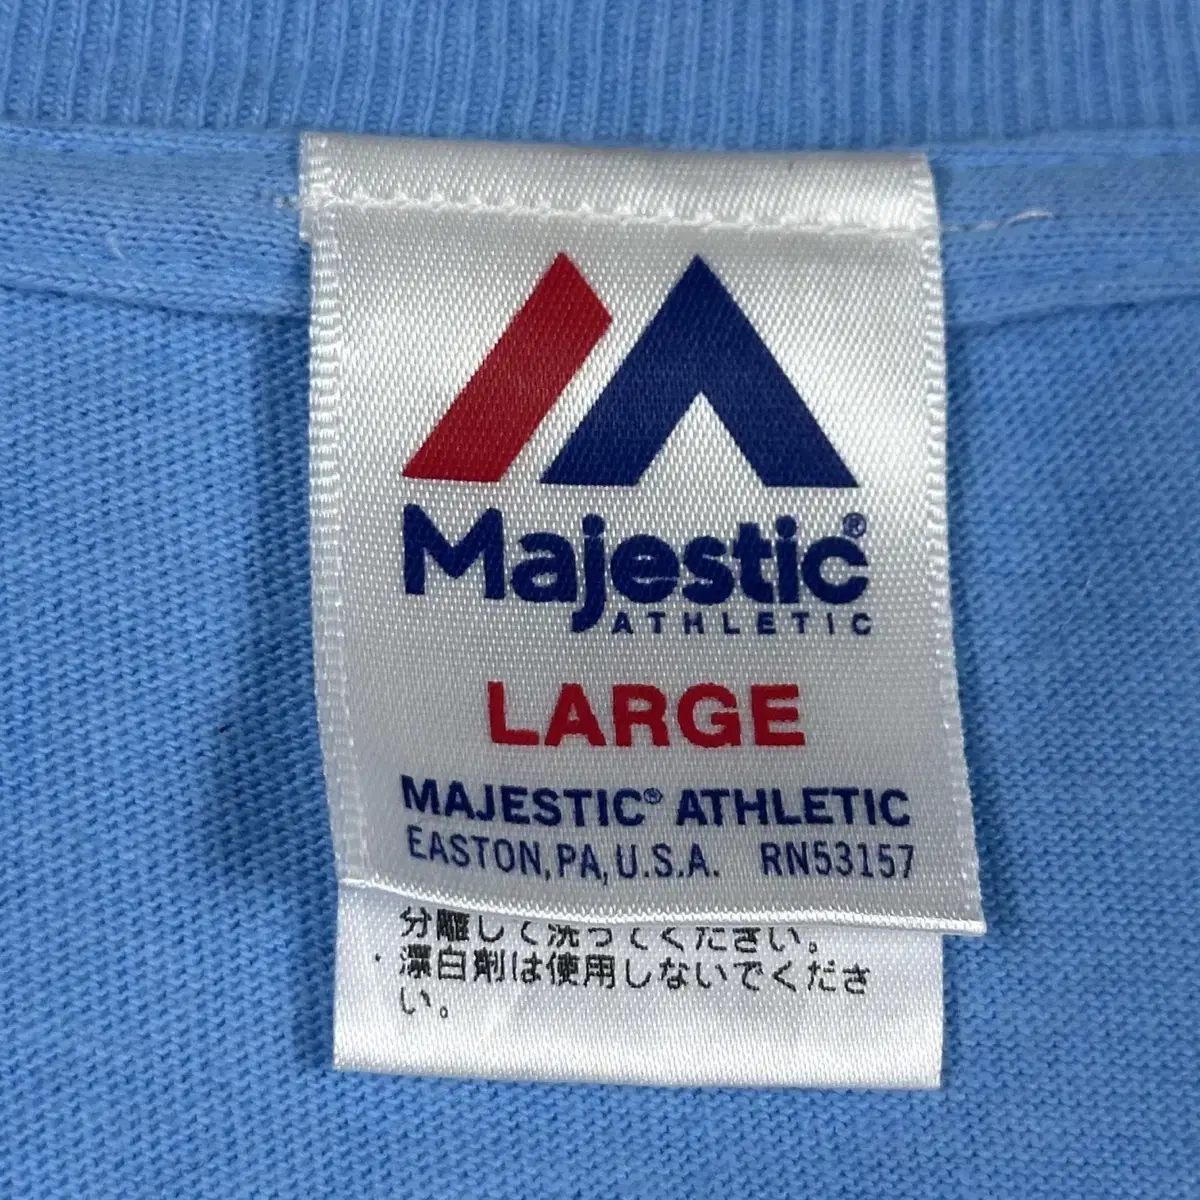 Majestic®
ATHLETIC
LARGE
MAJESTIC® ATHLETIC
EASTON, PA, U.S.A. RN53157
分離して洗ってください。
・漂白剤は使用しないでくださ
い。